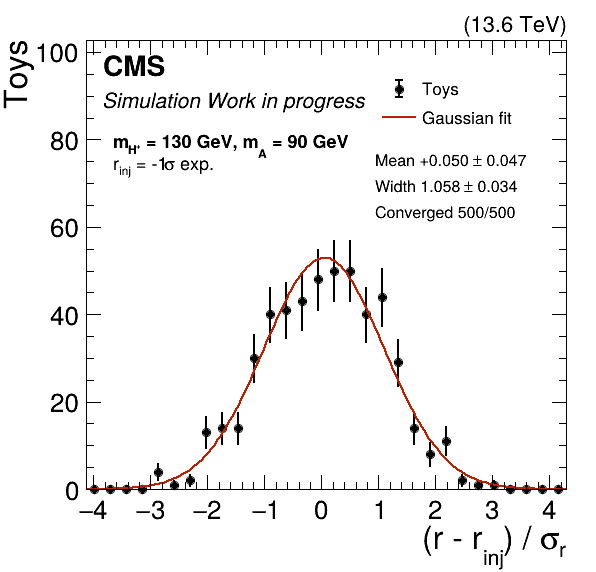 (13.6 TeV)
Toys
CMS
Simulation Work in progress
m_H⁺ = 130 GeV, m_A = 90 GeV
r_inj = -1σ exp.
Toys
Gaussian fit
Mean +0.050 ± 0.047
Width 1.058 ± 0.034
Converged 500/500
100
80
60
40
20
0
−4 −3 −2 −1 0 1 2 3 4
(r - r_inj) / σ_r